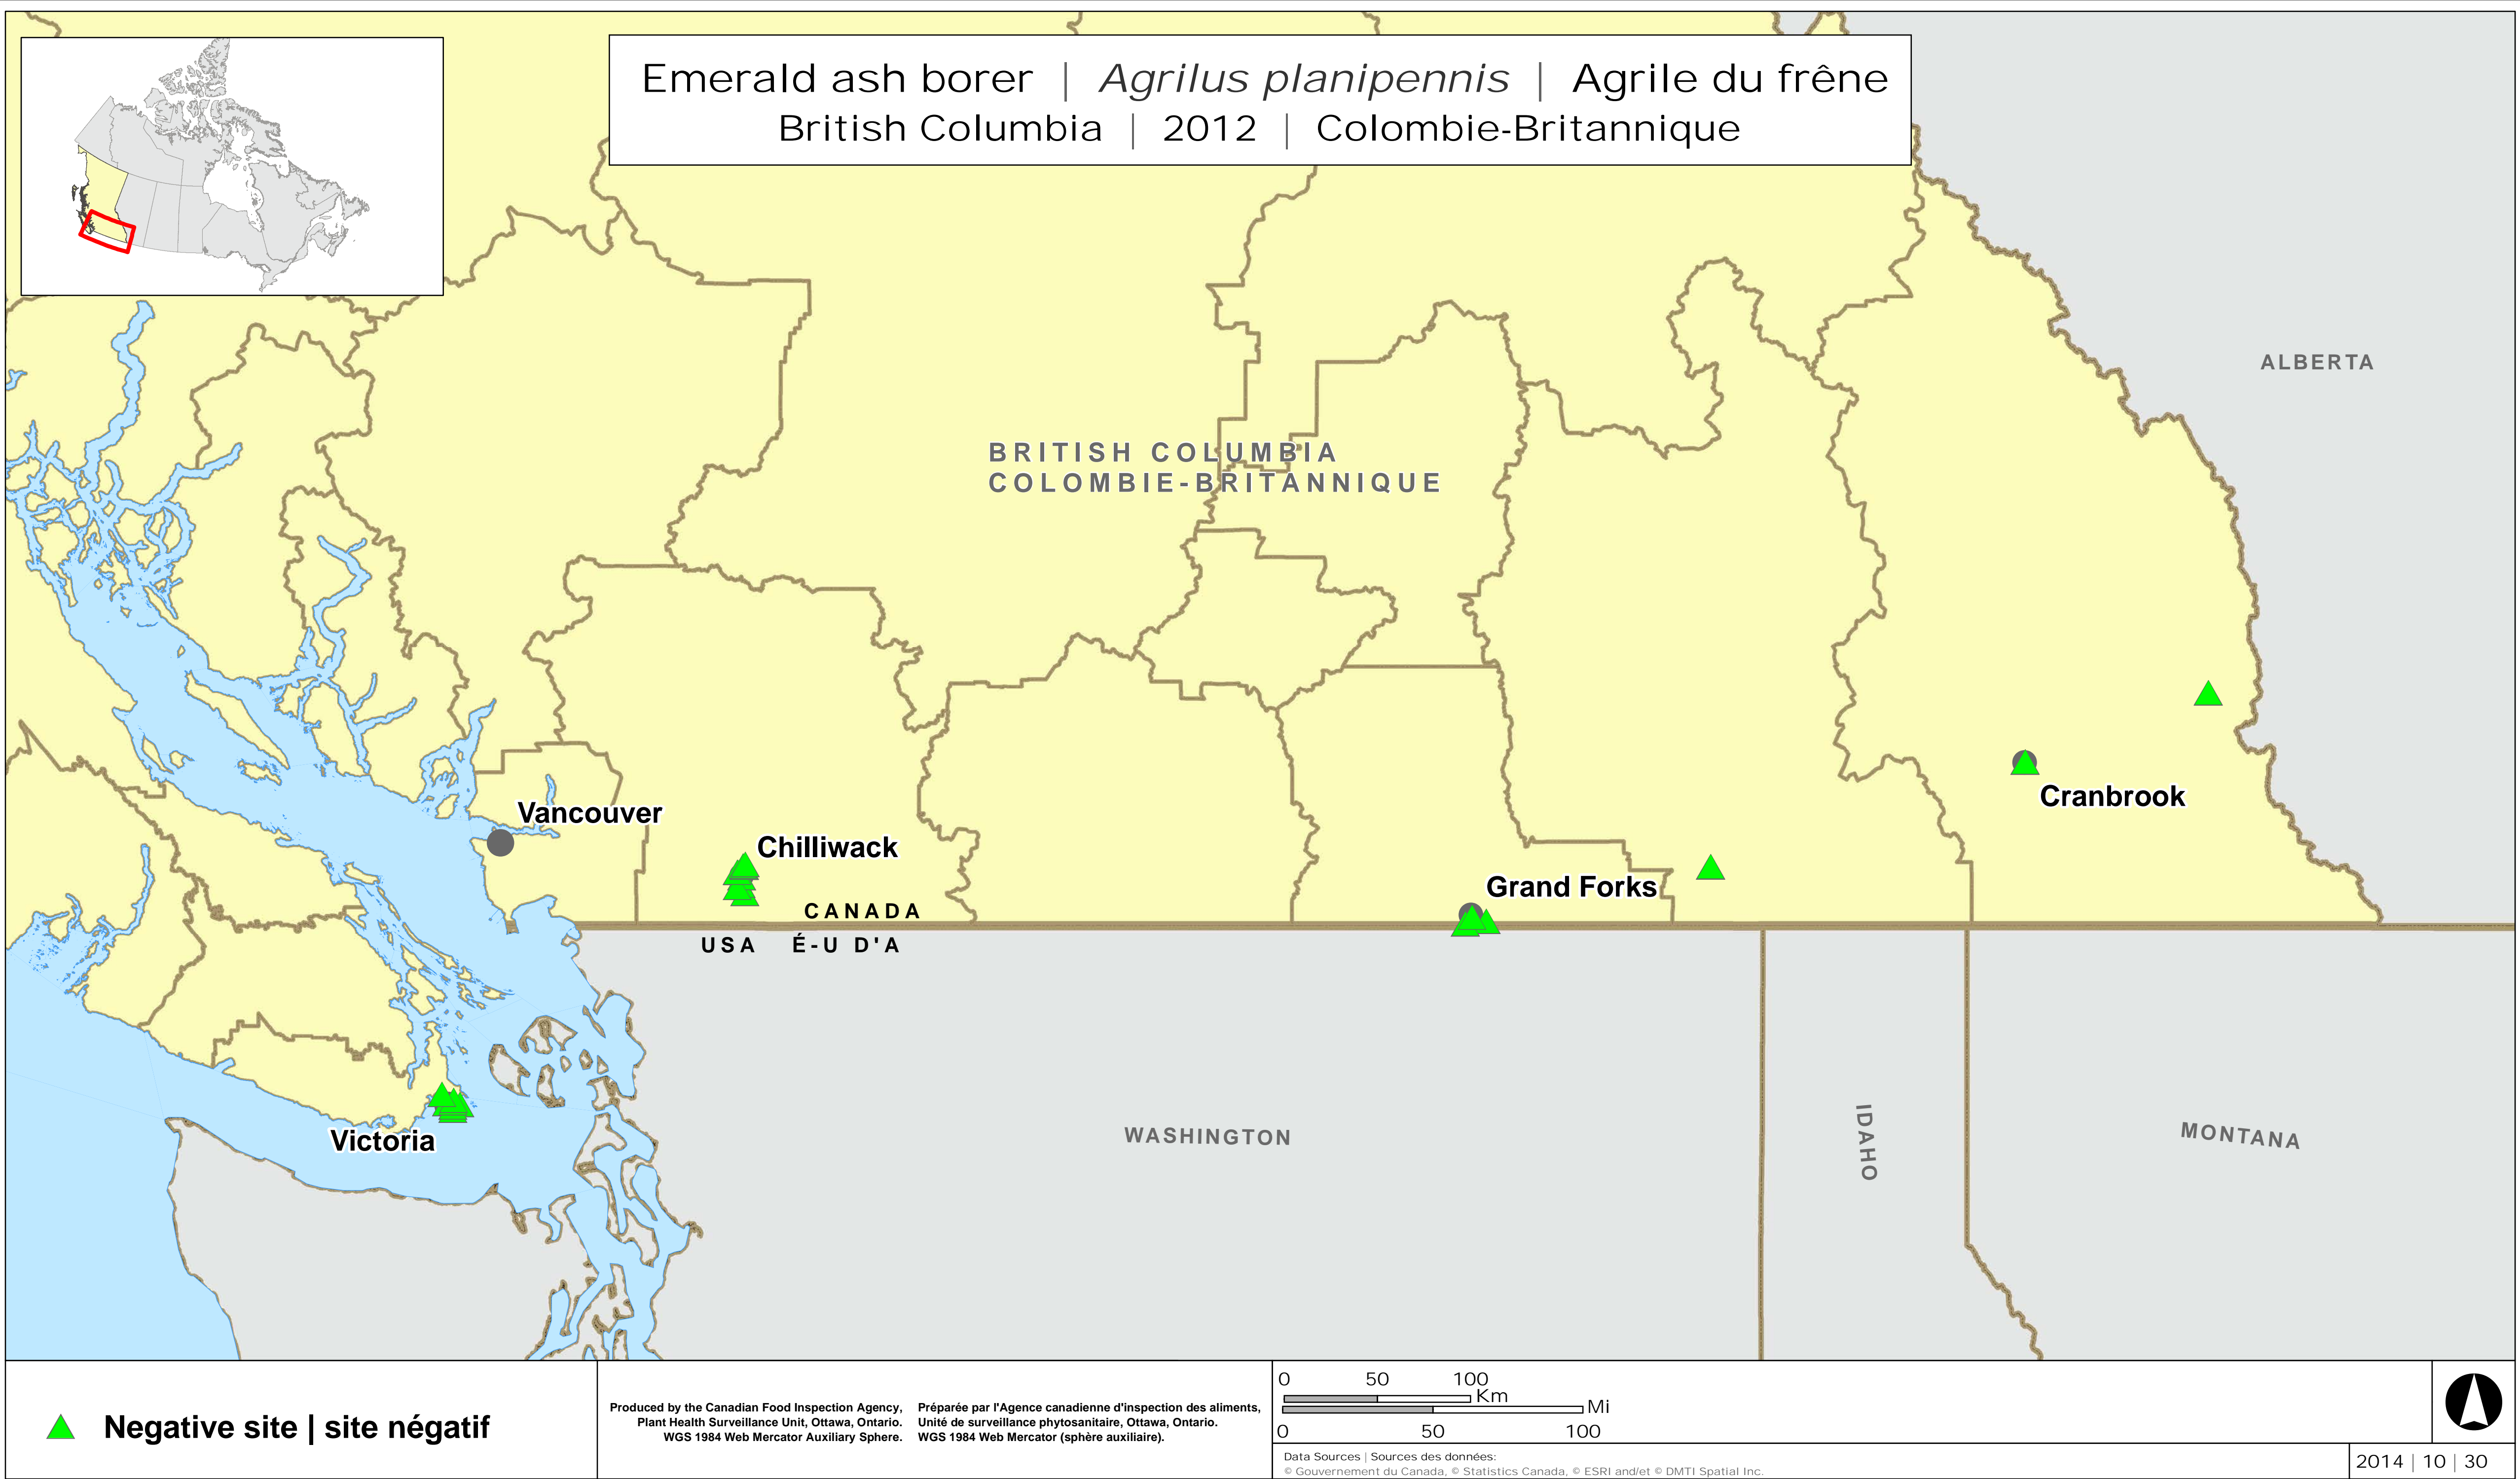 Emerald ash borer | Agrilus planipennis | Agrile du frêne
British Columbia | 2012 | Colombie-Britannique
ALBERTA
BRITISH COLUMBIA
COLOMBIE-BRITANNIQUE
Vancouver
Chilliwack
Cranbrook
Grand Forks
CANADA
USA É-U D'A
Victoria
WASHINGTON
IDAHO
MONTANA
Negative site | site négatif
Produced by the Canadian Food Inspection Agency,
Plant Health Surveillance Unit, Ottawa, Ontario.
WGS 1984 Web Mercator Auxiliary Sphere.
Préparée par l'Agence canadienne d'inspection des aliments,
Unité de surveillance phytosanitaire, Ottawa, Ontario.
WGS 1984 Web Mercator (sphère auxiliaire).
0 50 100
Km
Mi
0 50 100
Data Sources | Sources des données:
© Gouvernement du Canada, © Statistics Canada, © ESRI and/et © DMTI Spatial Inc.
2014 | 10 | 30